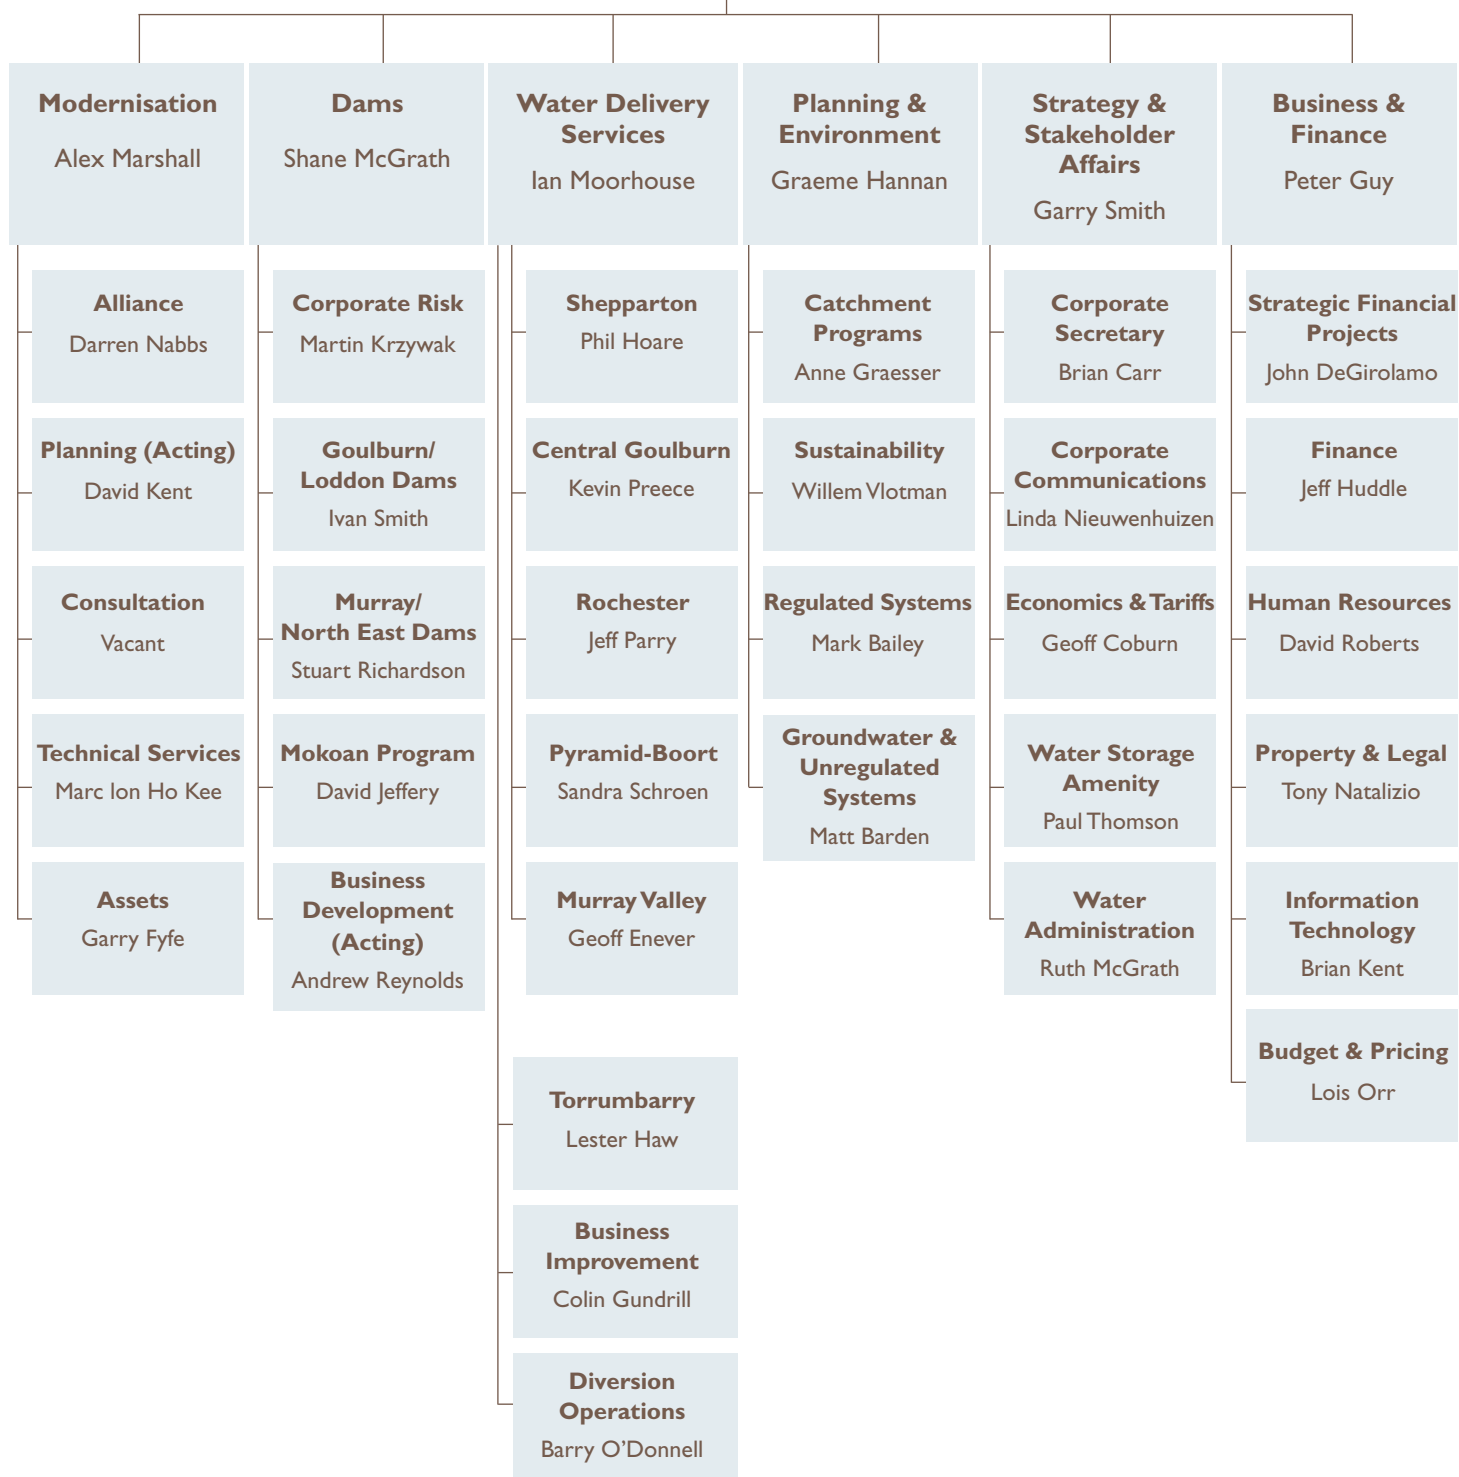 Modernisation
Alex Marshall
Dams
Shane McGrath
Water Delivery
Services
Ian Moorhouse
Planning &
Environment
Graeme Hannan
Strategy &
Stakeholder
Affairs
Garry Smith
Business &
Finance
Peter Guy
Alliance
Darren Nabbs
Planning (Acting)
David Kent
Consultation
Vacant
Technical Services
Marc Ion Ho Kee
Assets
Garry Fyfe
Corporate Risk
Martin Krzywak
Goulburn/
Loddon Dams
Ivan Smith
Murray/
North East Dams
Stuart Richardson
Mokoan Program
David Jeffery
Business
Development
(Acting)
Andrew Reynolds
Shepparton
Phil Hoare
Central Goulburn
Kevin Preece
Rochester
Jeff Parry
Pyramid-Boort
Sandra Schroen
Murray Valley
Geoff Enever
Torrumbarry
Lester Haw
Business
Improvement
Colin Gundrill
Diversion
Operations
Barry O’Donnell
Catchment
Programs
Anne Graesser
Sustainability
Willem Vlotman
Regulated Systems
Mark Bailey
Groundwater &
Unregulated
Systems
Matt Barden
Corporate
Secretary
Brian Carr
Corporate
Communications
Linda Nieuwenhuizen
Economics & Tariffs
Geoff Coburn
Water Storage
Amenity
Paul Thomson
Water
Administration
Ruth McGrath
Strategic Financial
Projects
John DeGirolamo
Finance
Jeff Huddle
Human Resources
David Roberts
Property & Legal
Tony Natalizio
Information
Technology
Brian Kent
Budget & Pricing
Lois Orr